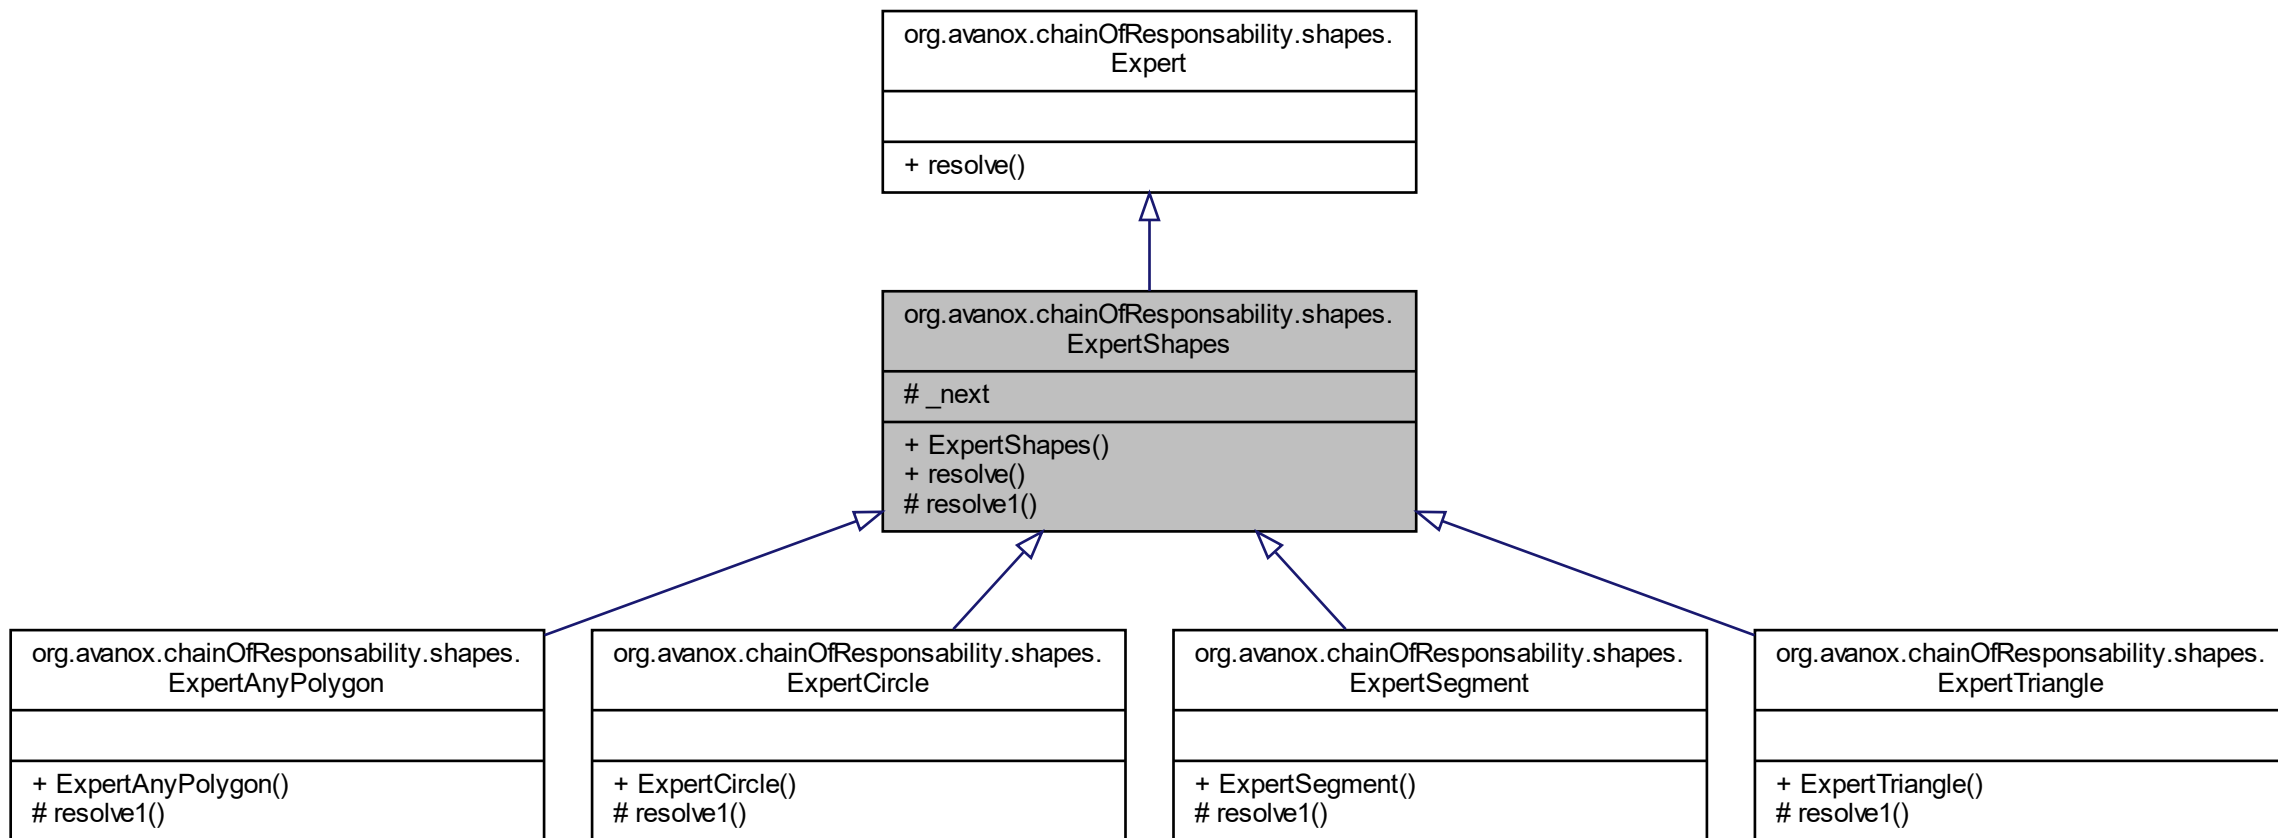 org.avanox.chainOfResponsability.shapes.
Expert
+ resolve()
org.avanox.chainOfResponsability.shapes.
ExpertShapes
# _next
+ ExpertShapes()
+ resolve()
# resolve1()
org.avanox.chainOfResponsability.shapes.
ExpertAnyPolygon
+ ExpertAnyPolygon()
# resolve1()
org.avanox.chainOfResponsability.shapes.
ExpertCircle
+ ExpertCircle()
# resolve1()
org.avanox.chainOfResponsability.shapes.
ExpertSegment
+ ExpertSegment()
# resolve1()
org.avanox.chainOfResponsability.shapes.
ExpertTriangle
+ ExpertTriangle()
# resolve1()